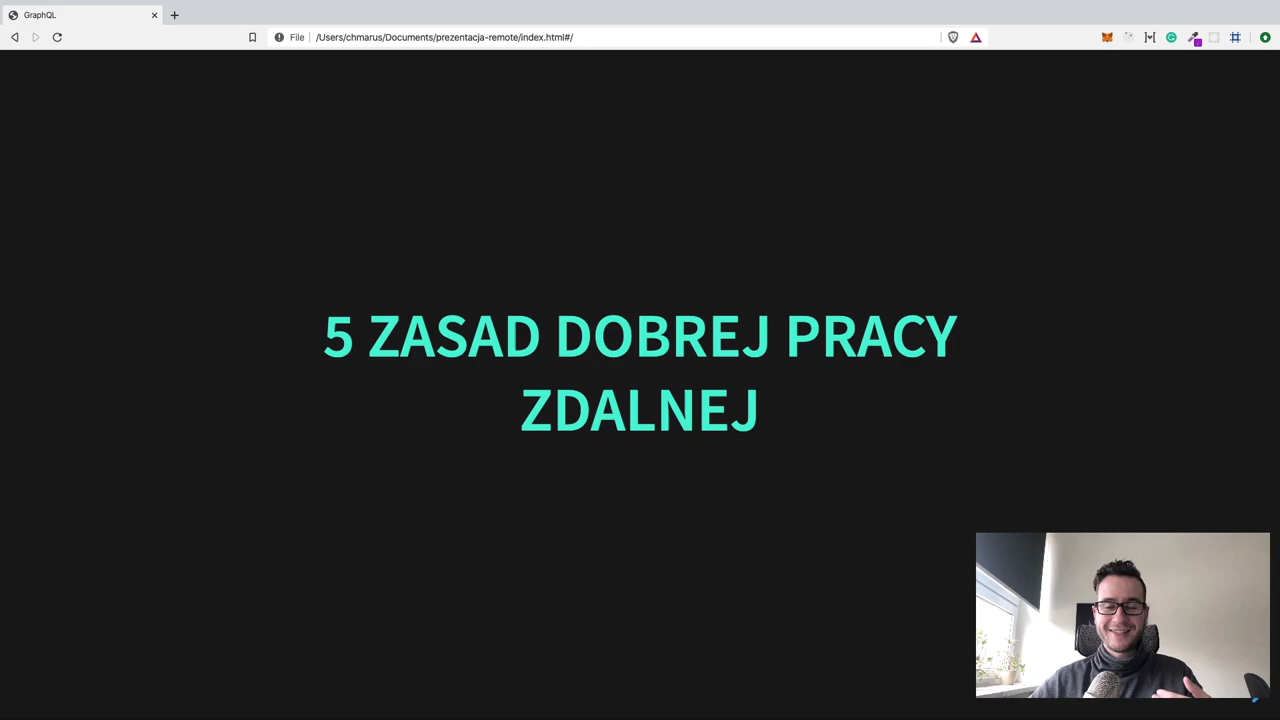 GraphQL
File
/Users/chmarus/Documents/prezentacja-remote/index.html#/
5 ZASAD DOBREJ PRACY
ZDALNEJ